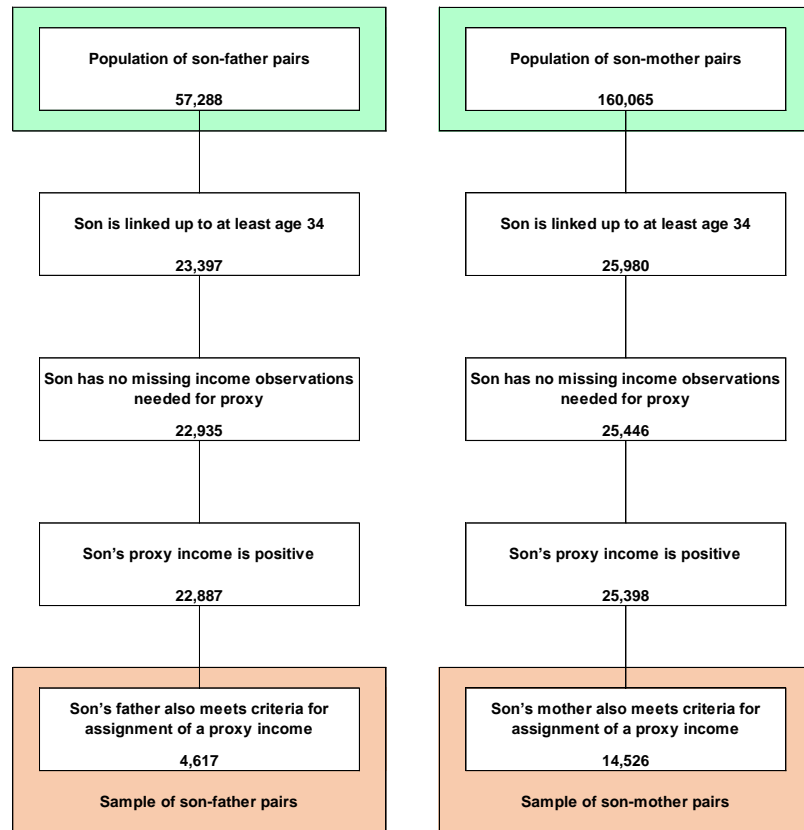 Population of son-father pairs
57,288
Son is linked up to at least age 34
23,397
Son has no missing income observations
needed for proxy
22,935
Son’s proxy income is positive
22,887
Son’s father also meets criteria for
assignment of a proxy income
4,617
Sample of son-father pairs
Population of son-mother pairs
160,065
Son is linked up to at least age 34
25,980
Son has no missing income observations
needed for proxy
25,446
Son’s proxy income is positive
25,398
Son’s mother also meets criteria for
assignment of a proxy income
14,526
Sample of son-mother pairs